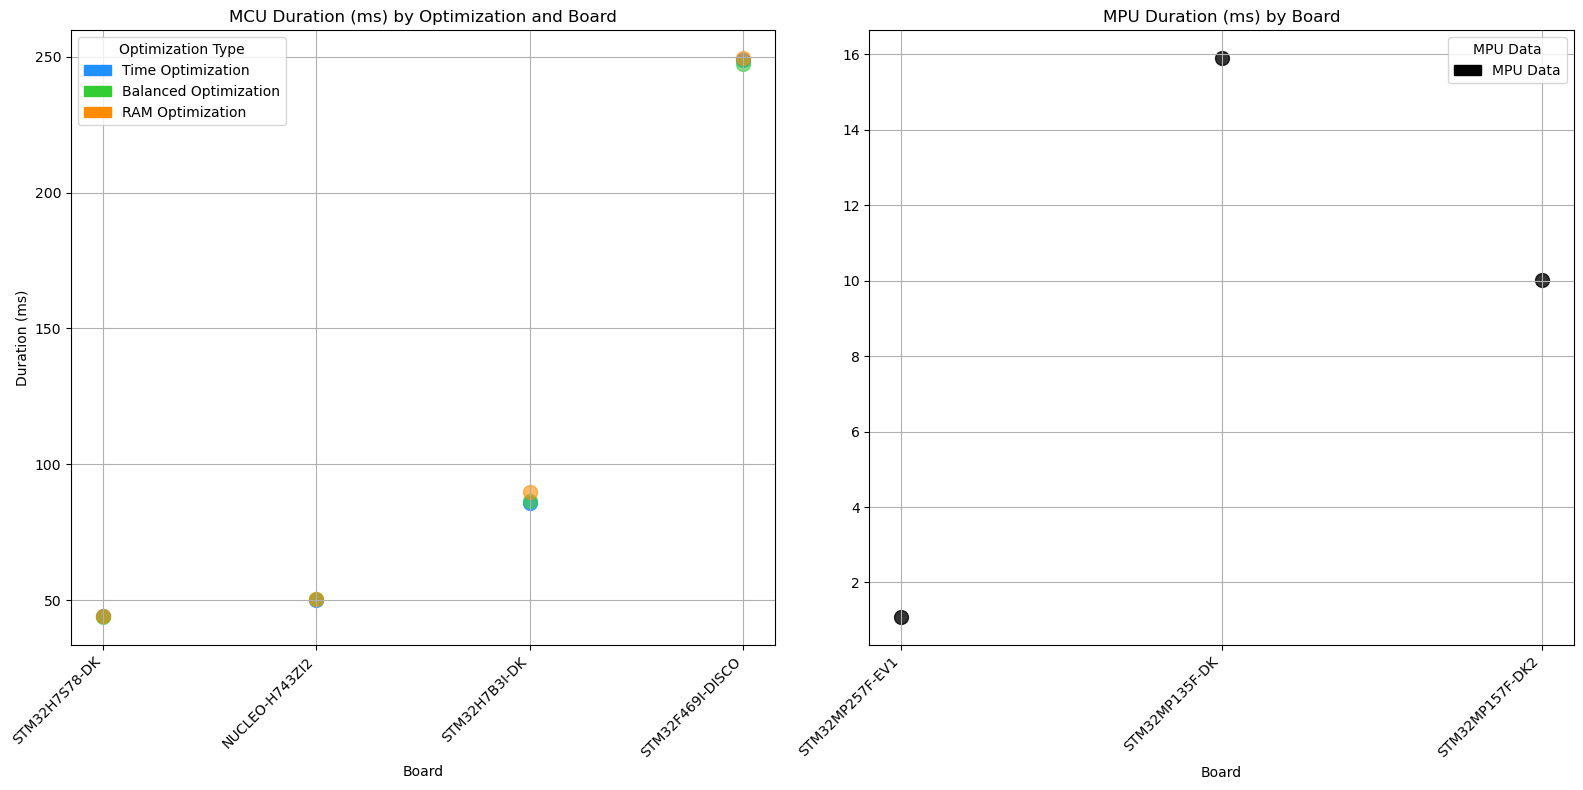 MCU Duration (ms) by Optimization and Board
Optimization Type
Time Optimization
Balanced Optimization
RAM Optimization
250
200
150
100
50
Duration (ms)
STM32H7S78-DK
NUCLEO-H743ZI2
STM32H7B3I-DK
STM32F469I-DISCO
Board
MPU Duration (ms) by Board
MPU Data
MPU Data
16
14
12
10
8
6
4
2
STM32MP257F-EV1
STM32MP135F-DK
STM32MP157F-DK2
Board